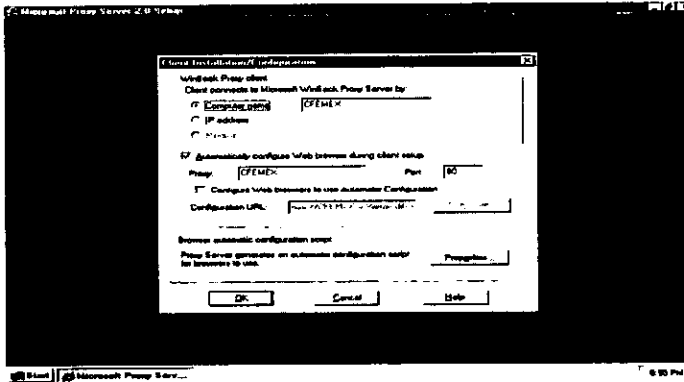 Microsoft Proxy Server 2.0 Setup
Client Installation/Configuration
WinSock Proxy client
Client connects to Microsoft WinSock Proxy Server by:
Computer name CFEMEX
IP address
Automatically configure Web browser during client setup
Proxy: CFEMEX Port: 80
Configure Web browsers to use Automatic Configuration
Configuration URL:
Browser automatic configuration script
Proxy Server generates an automatic configuration script
for browsers to use.
Properties...
OK Cancel Help
Start Microsoft Proxy Serv... PM